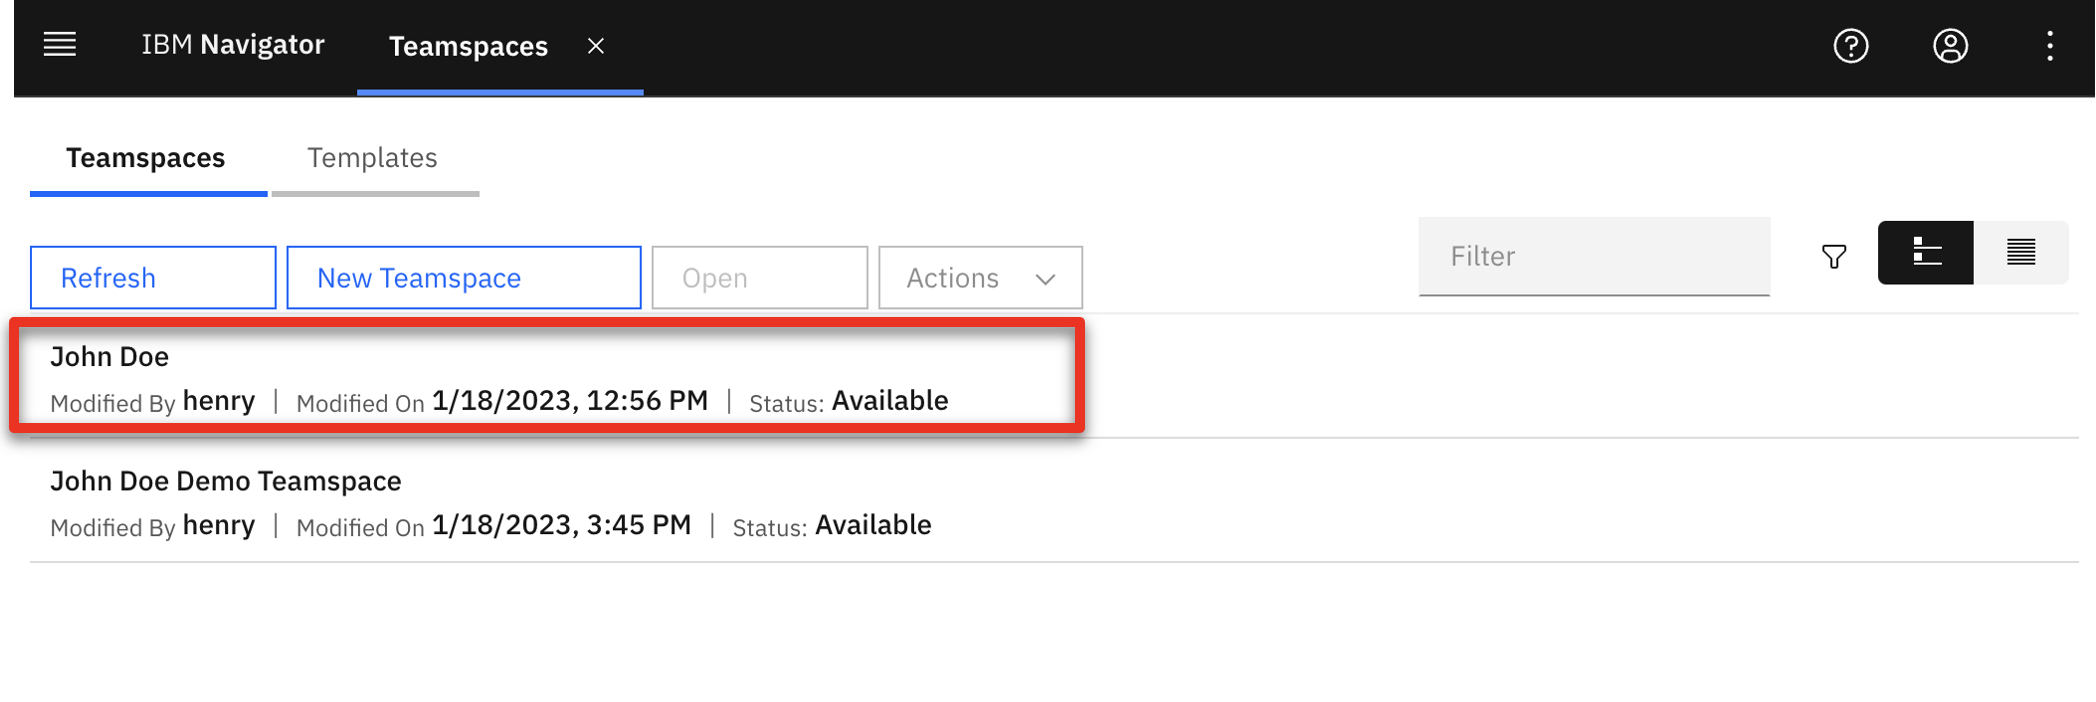 IBM Navigator Teamspaces
Teamspaces Templates
Refresh New Teamspace Open Actions Filter
John Doe
Modified By henry | Modified On 1/18/2023, 12:56 PM | Status: Available
John Doe Demo Teamspace
Modified By henry | Modified On 1/18/2023, 3:45 PM | Status: Available